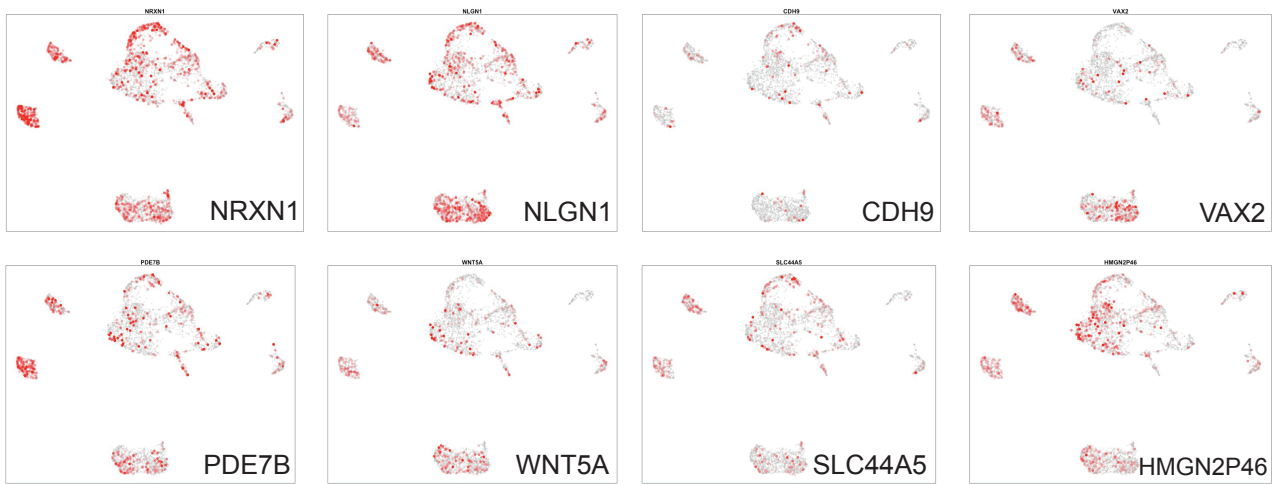 NRXN1
NLGN1
CDH9
VAX2
NRXN1
NLGN1
CDH9
VAX2
PDE7B
WNT5A
SLC44A5
HMGN2P46
PDE7B
WNT5A
SLC44A5
HMGN2P46